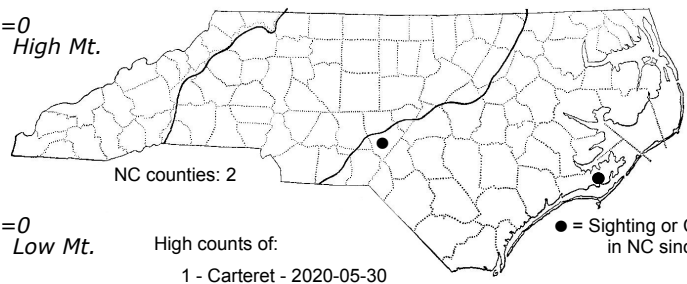 =0
High Mt.
NC counties: 2
=0
Low Mt.
High counts of:
1 - Carteret - 2020-05-30
● = Sighting or
in NC